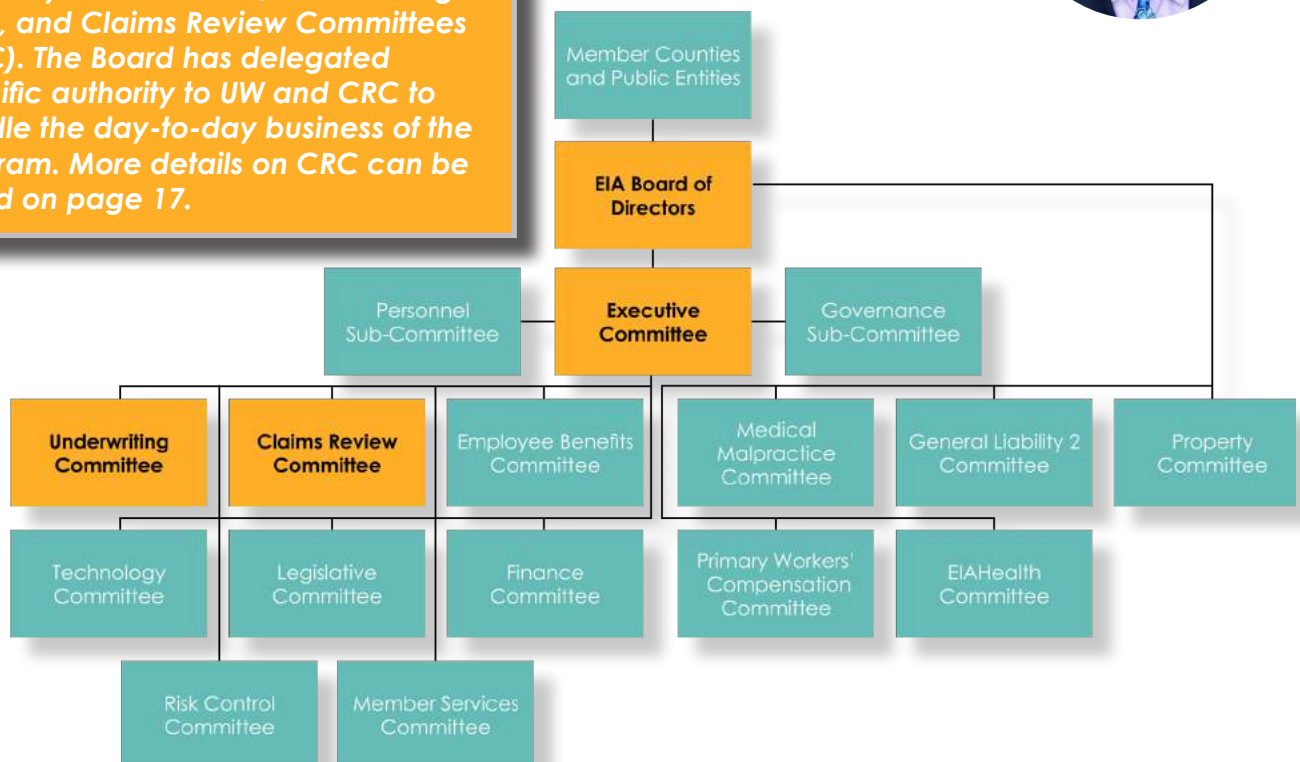 , and Claims Review Committees
C). The Board has delegated
authority to UW and CRC to
the day-to-day business of the
More details on CRC can be
on page 17.
Member Counties
and Public Entities
EIA Board of
Directors
Personnel
Sub-Committee
Executive
Committee
Governance
Sub-Committee
Underwriting
Committee
Claims Review
Committee
Employee Benefits
Committee
Medical
Malpractice
Committee
General Liability 2
Committee
Property
Committee
Technology
Committee
Legislative
Committee
Finance
Committee
Primary Workers'
Compensation
Committee
EIAHealth
Committee
Risk Control
Committee
Member Services
Committee